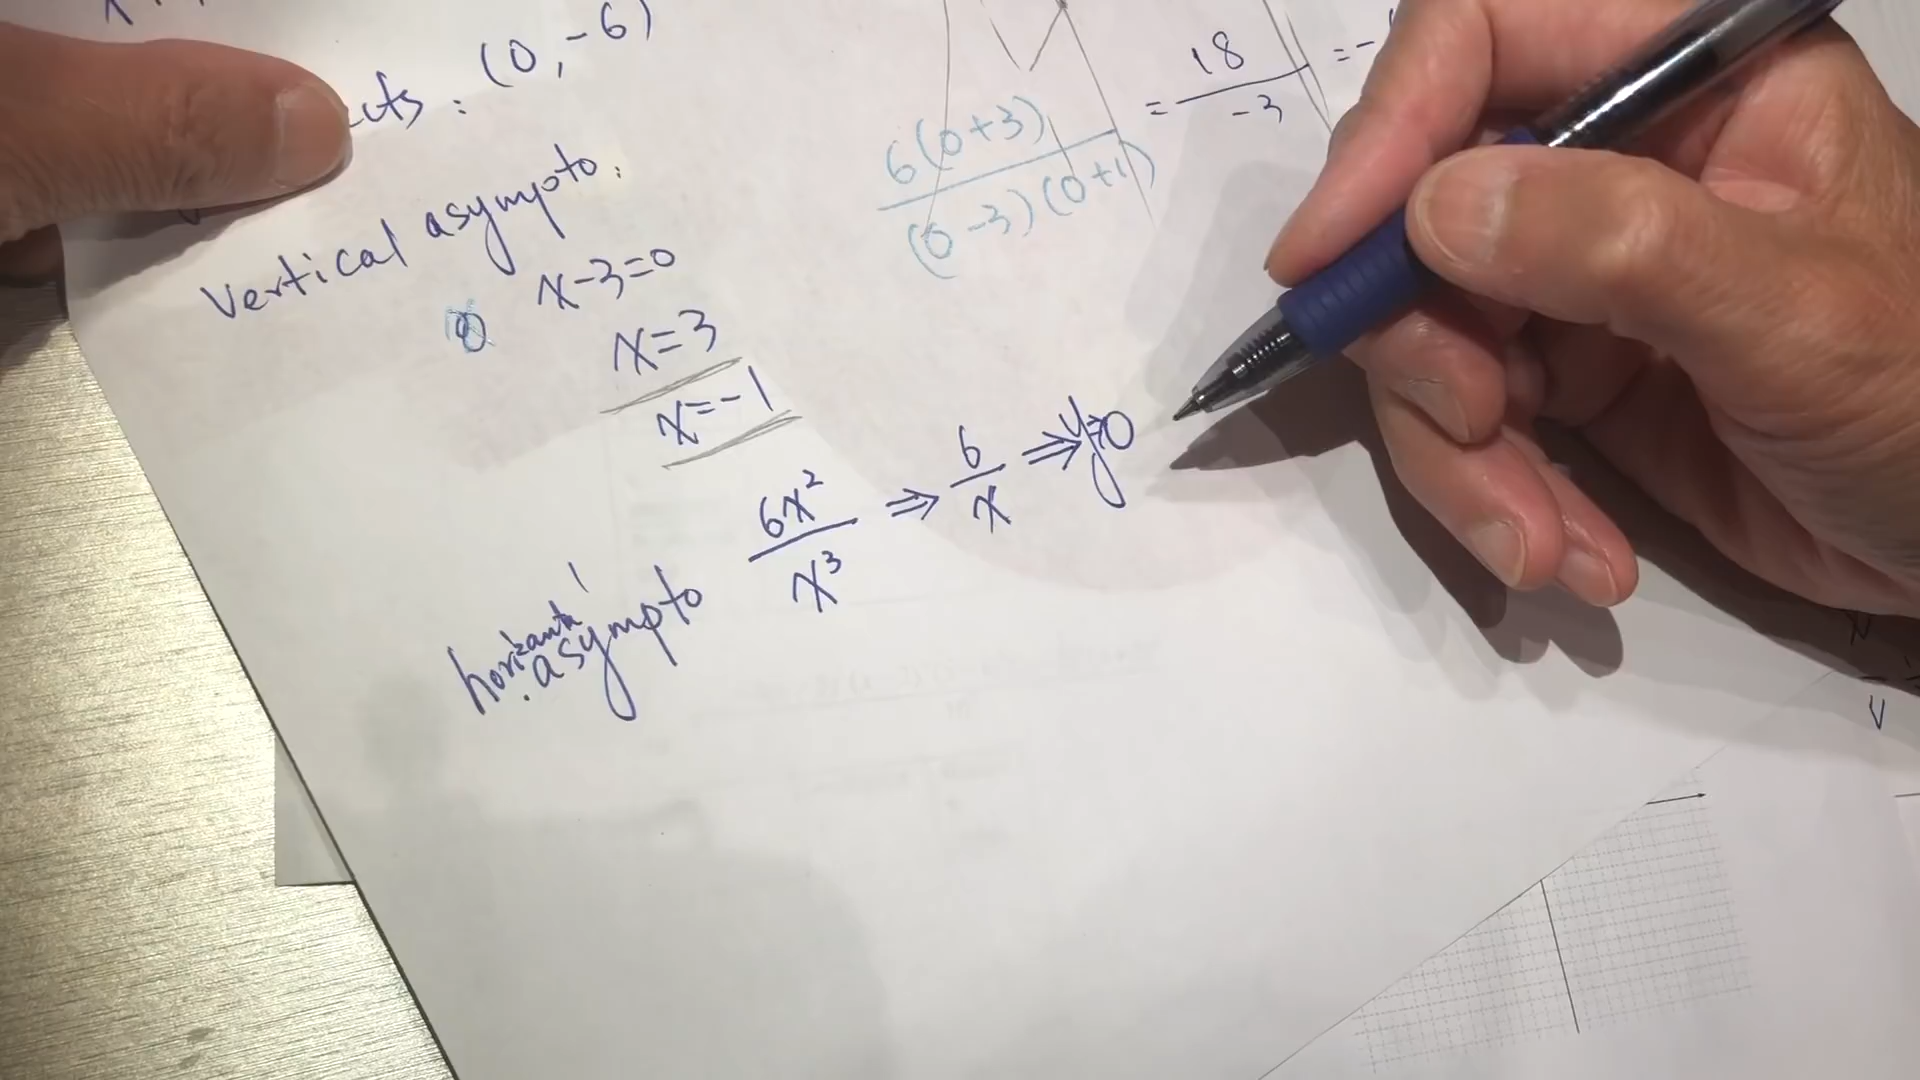 cts : (0, -6)
18 / -3 = -
6(0+3) / (0-3)(0+1) =
Vertical asympto.
x-3=0
x=3
x=-1
horizontal asympto 6x² / x³ ⇒ 6 / x ⇒ y=0